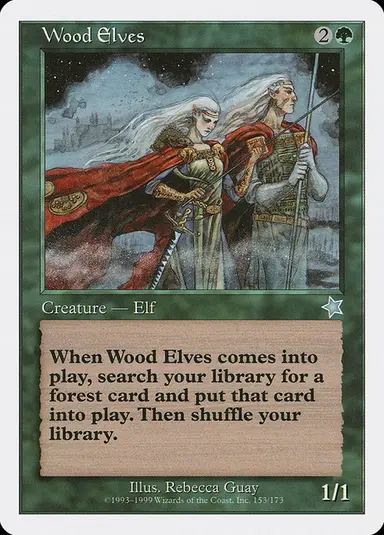 Wood Elves 2
Creature — Elf
When Wood Elves comes into
play, search your library for a
forest card and put that card
into play. Then shuffle your
library.
Illus. Rebecca Guay
©1993–1999 Wizards of the Coast, Inc. 153/173
1/1